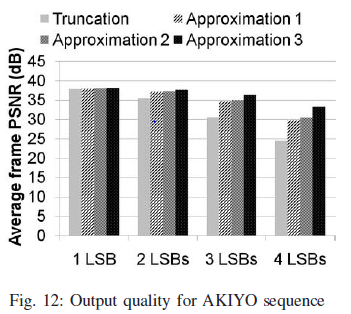 Truncation Approximation 1
Approximation 2 Approximation 3
Average frame PSNR (dB)
45
40
35
30
25
20
15
10
5
0
1 LSB 2 LSBs 3 LSBs 4 LSBs
Fig. 12: Output quality for AKIYO sequence